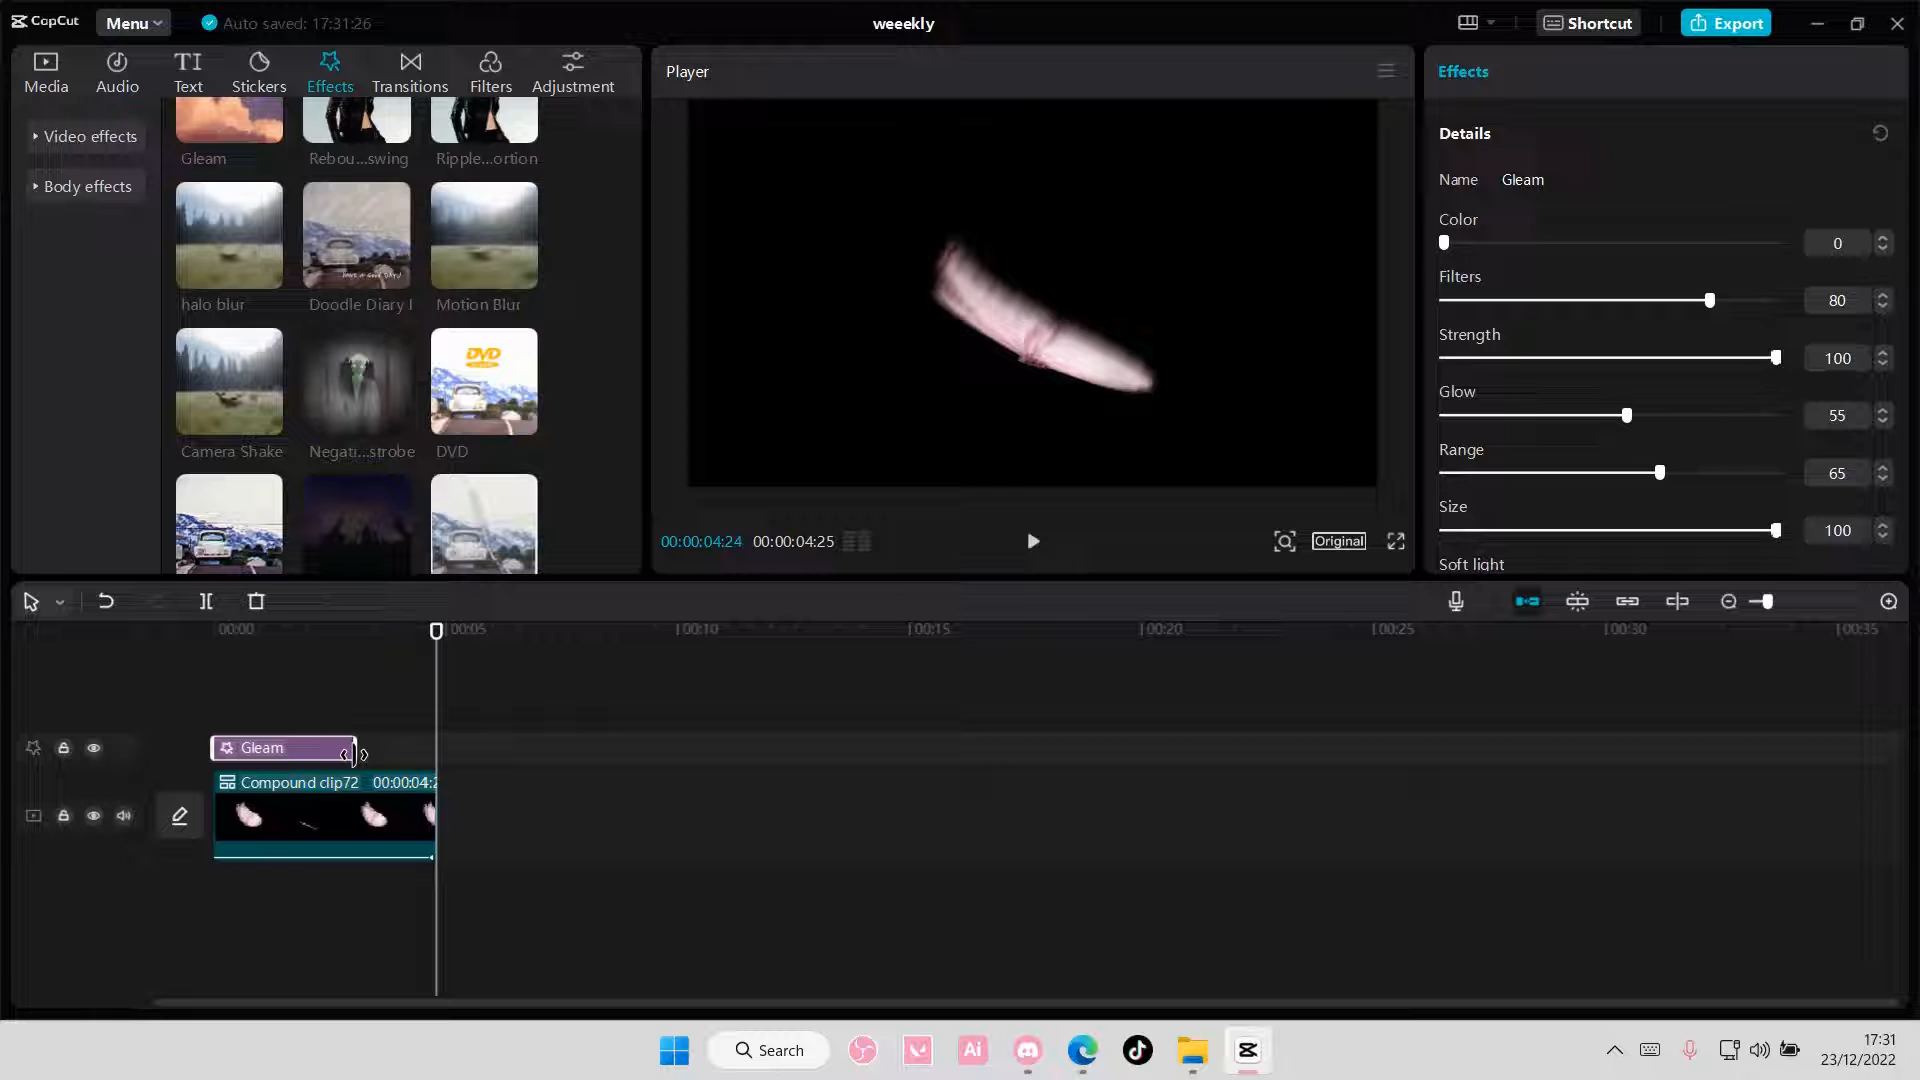 CapCut
Menu
Auto saved: 17:31:26
weeekly
Shortcut
Export
Media
Audio
Text
Stickers
Effects
Transitions
Filters
Adjustment
Video effects
Body effects
Gleam
Rebou...swing
Ripple...ortion
halo blur
Doodle Diary I
Motion Blur
Camera Shake
Negati...strobe
DVD
DVD
Player
00:00:04:24
00:00:04:25
Original
Effects
Details
Name
Gleam
Color
0
Filters
80
Strength
100
Glow
55
Range
65
Size
100
Soft light
00:00
00:05
00:10
00:15
00:20
00:25
00:30
00:35
Gleam
Compound clip72
00:00:04:2
Search
Ai
17:31
23/12/2022